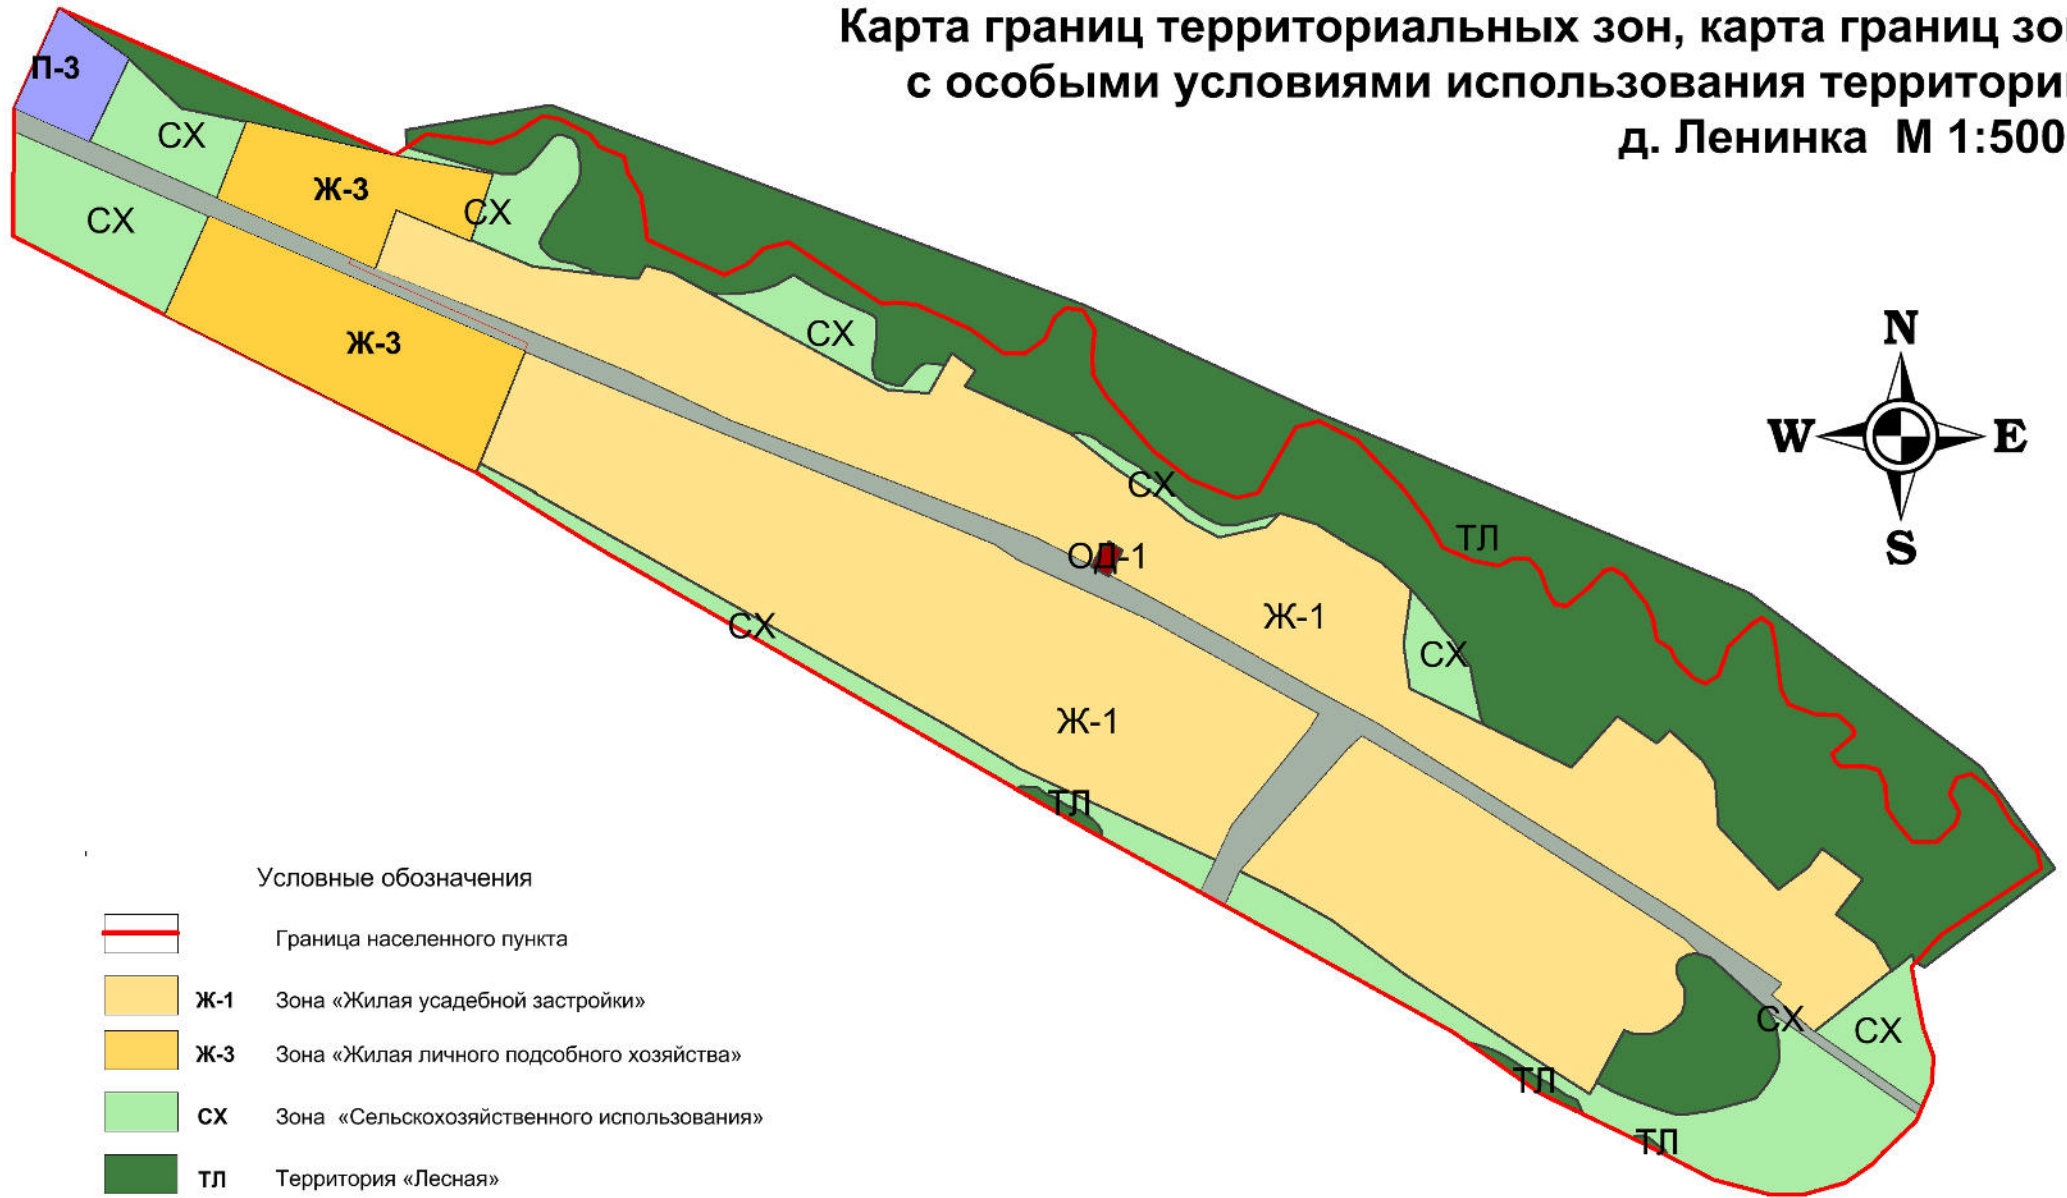 Карта границ территориальных зон, карта границ зон
с особыми условиями использования территории
д. Ленинка М 1:500
П-3
СХ
Ж-3
СХ
СХ
Ж-3
СХ
N
W E
S
СХ
ТЛ
ОД-1
Ж-1
СХ
СХ
Ж-1
ТЛ
СХ
СХ
ТЛ
ТЛ
Условные обозначения
Граница населенного пункта
Ж-1 Зона «Жилая усадебной застройки»
Ж-3 Зона «Жилая личного подсобного хозяйства»
СХ Зона «Сельскохозяйственного использования»
ТЛ Территория «Лесная»